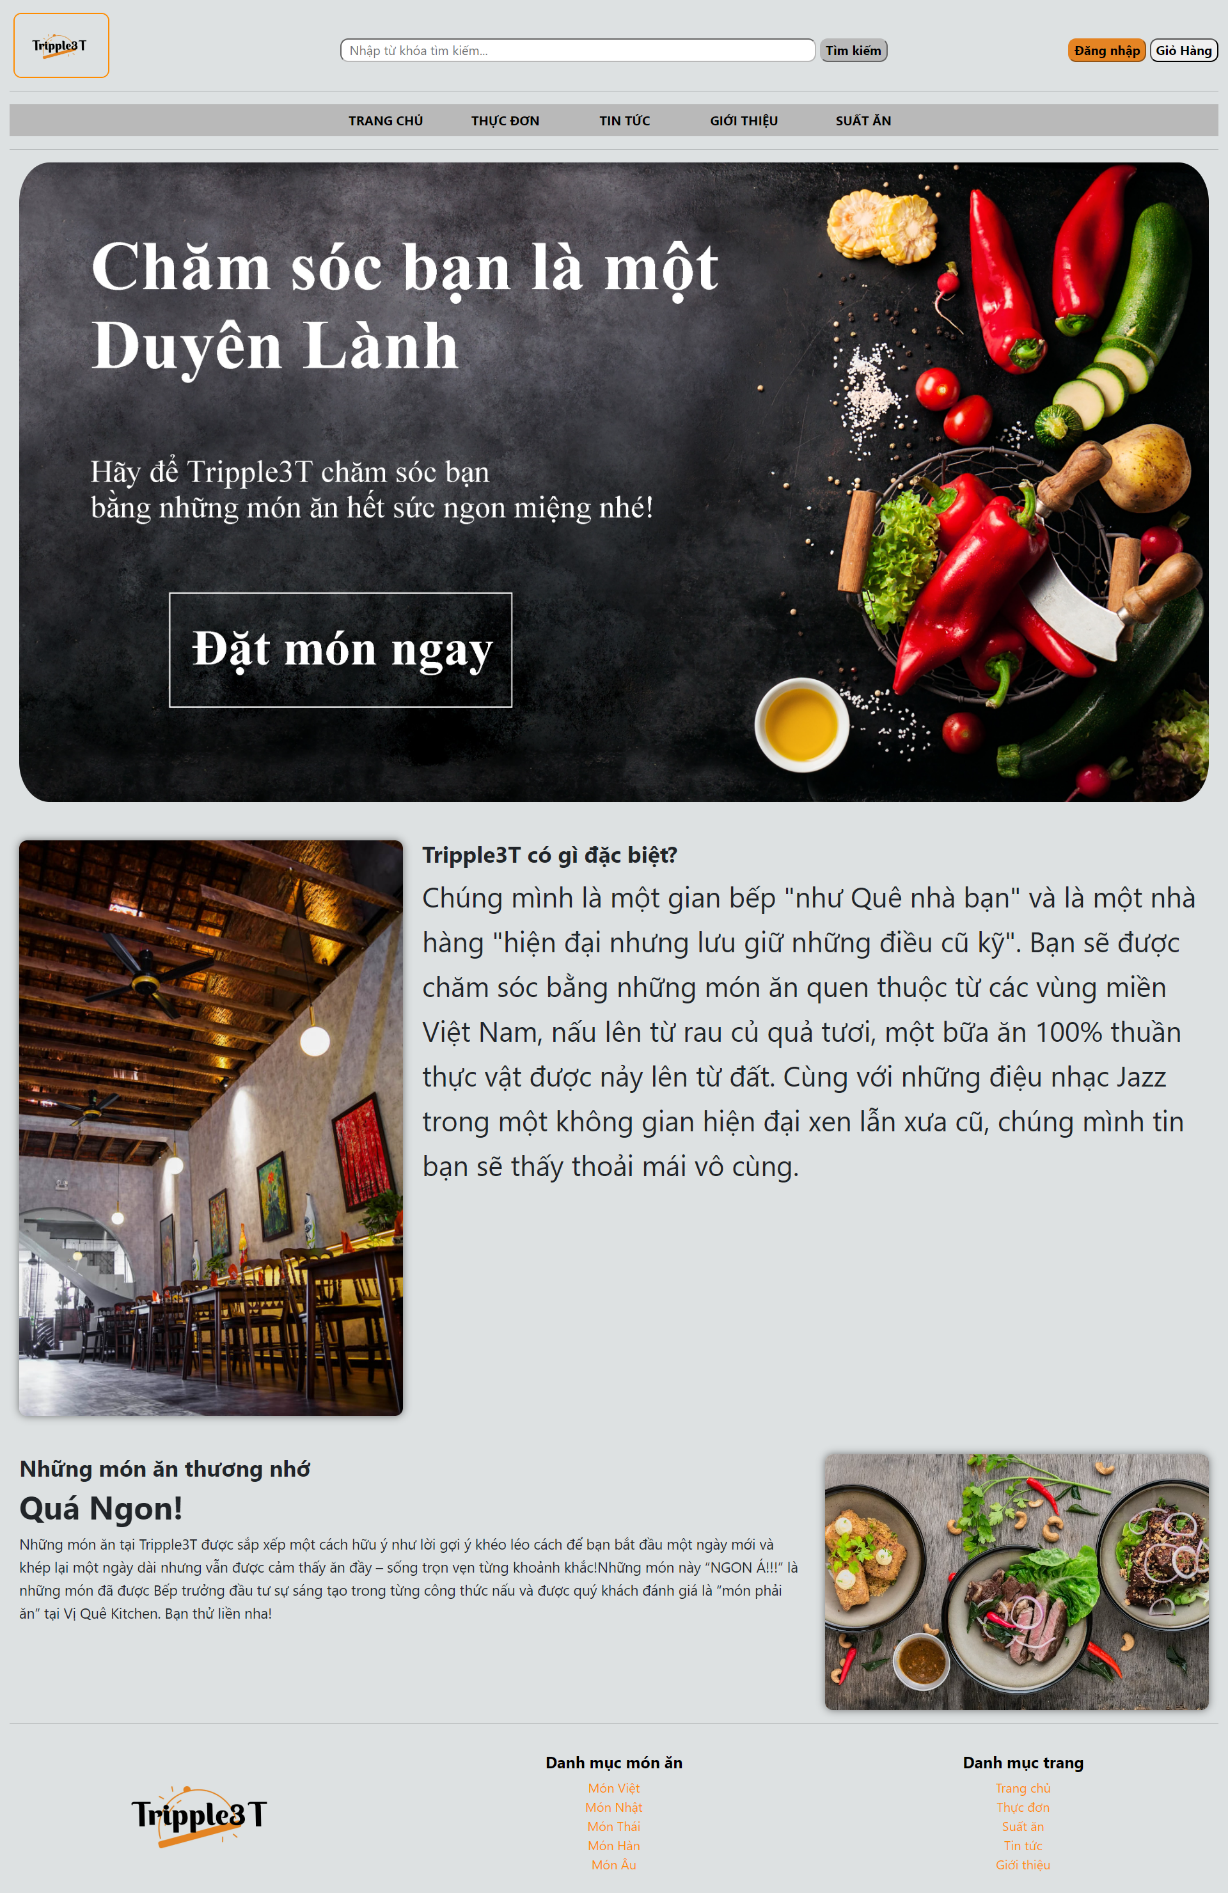 Tripple3T
Nhập từ khóa tìm kiếm...
Tìm kiếm
Đăng nhập
Giỏ Hàng
TRANG CHỦ
THỰC ĐƠN
TIN TỨC
GIỚI THIỆU
SUẤT ĂN
Chăm sóc bạn là một
Duyên Lành
Hãy để Tripple3T chăm sóc bạn
bằng những món ăn hết sức ngon miệng nhé!
Đặt món ngay
Tripple3T có gì đặc biệt?
Chúng mình là một gian bếp "như Quê nhà bạn" và là một nhà
hàng "hiện đại nhưng lưu giữ những điều cũ kỹ". Bạn sẽ được
chăm sóc bằng những món ăn quen thuộc từ các vùng miền
Việt Nam, nấu lên từ rau củ quả tươi, một bữa ăn 100% thuần
thực vật được nảy lên từ đất. Cùng với những điệu nhạc Jazz
trong một không gian hiện đại xen lẫn xưa cũ, chúng mình tin
bạn sẽ thấy thoải mái vô cùng.
Những món ăn thương nhớ
Quá Ngon!
Những món ăn tại Tripple3T được sắp xếp một cách hữu ý như lời gợi ý khéo léo cách để bạn bắt đầu một ngày mới và
khép lại một ngày dài nhưng vẫn được cảm thấy ăn đầy – sống trọn vẹn từng khoảnh khắc!Những món này “NGON Á!!!” là
những món đã được Bếp trưởng đầu tư sự sáng tạo trong từng công thức nấu và được quý khách đánh giá là “món phải
ăn” tại Vị Quê Kitchen. Bạn thử liền nha!
Tripple3T
Danh mục món ăn
Món Việt
Món Nhật
Món Thái
Món Hàn
Món Âu
Danh mục trang
Trang chủ
Thực đơn
Suất ăn
Tin tức
Giới thiệu